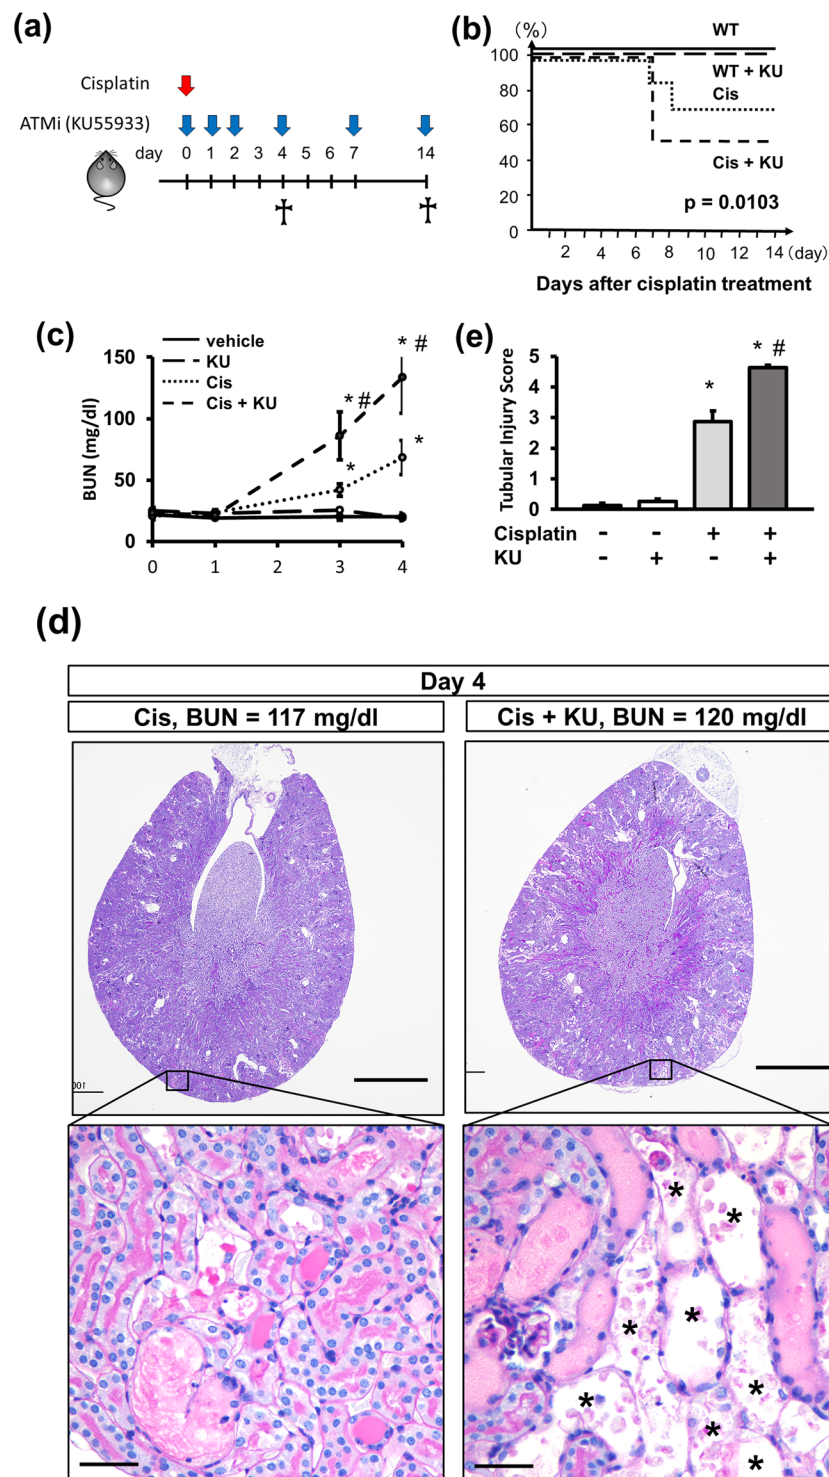 (a)
Cisplatin
ATMi (KU55933)
day 0 1 2 3 4 5 6 7 14
(b)
(%)
100
80
60
40
20
0
WT
WT + KU
Cis
Cis + KU
p = 0.0103
2 4 6 8 10 12 14 (day)
Days after cisplatin treatment
(c)
vehicle
KU
Cis
Cis + KU
BUN (mg/dl)
150
100
50
0
* #
* #
*
*
0 1 2 3 4
(e)
Tubular Injury Score
5
4
3
2
1
0
*
* #
Cisplatin - - + +
KU - + - +
(d)
Day 4
Cis, BUN = 117 mg/dl
Cis + KU, BUN = 120 mg/dl
* * * * * * * *